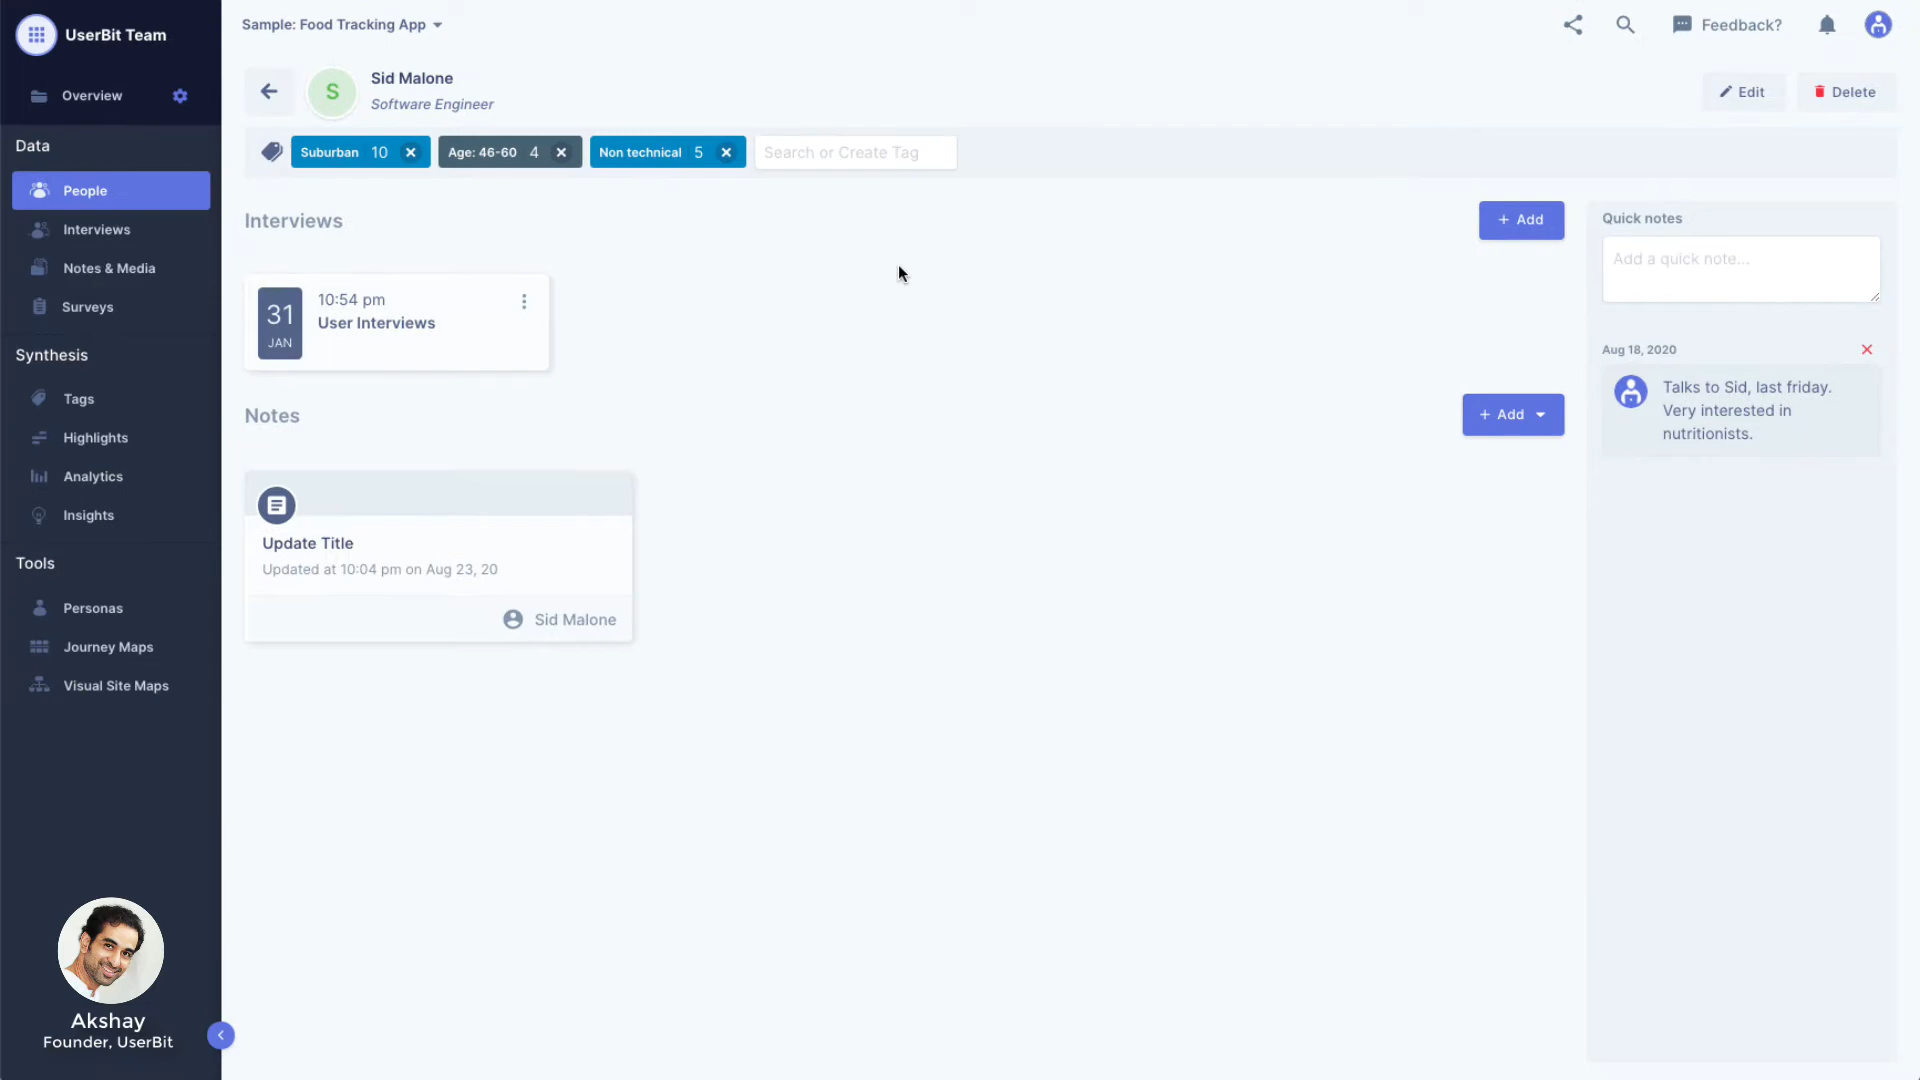 UserBit Team
Overview
Data
People
Interviews
Notes & Media
Surveys
Synthesis
Tags
Highlights
Analytics
Insights
Tools
Personas
Journey Maps
Visual Site Maps
Akshay
Founder, UserBit
Sample: Food Tracking App
Feedback?
S
Sid Malone
Software Engineer
Edit
Delete
Suburban 10
Age: 46-60 4
Non technical 5
Search or Create Tag
Interviews
+ Add
31
JAN
10:54 pm
User Interviews
Notes
+ Add
Update Title
Updated at 10:04 pm on Aug 23, 20
Sid Malone
Quick notes
Add a quick note...
Aug 18, 2020
Talks to Sid, last friday.
Very interested in
nutritionists.